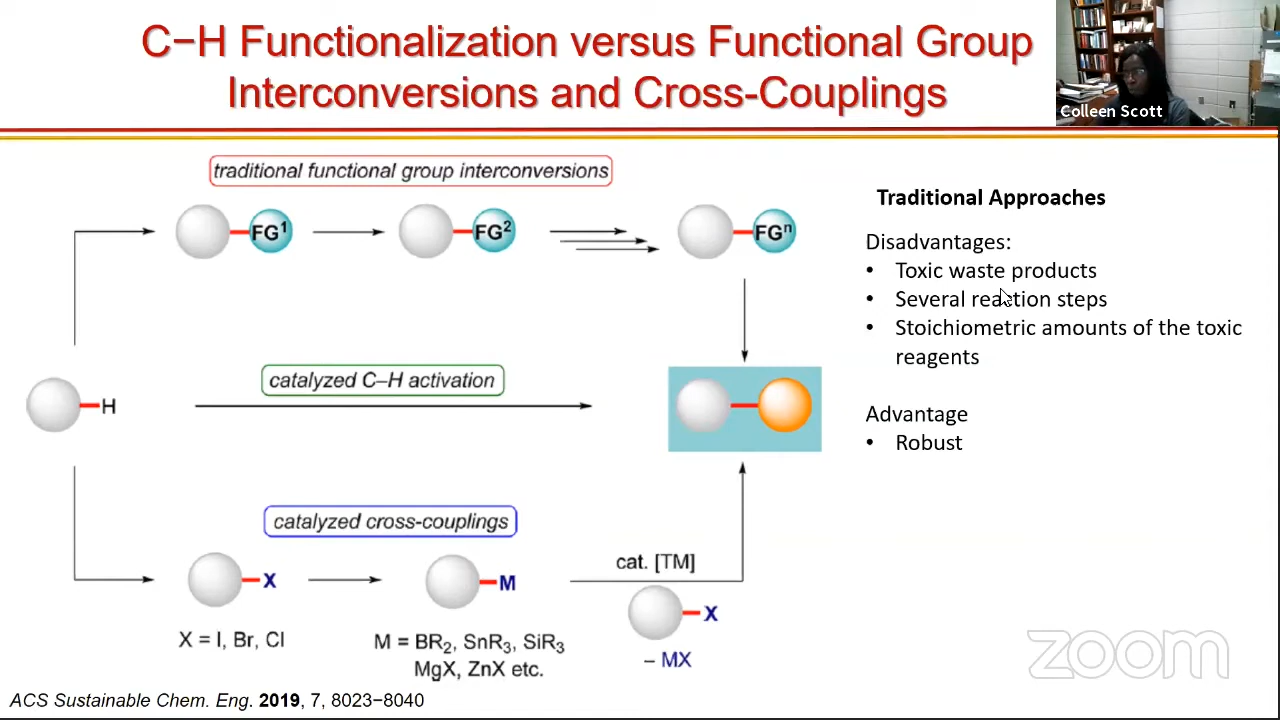 C−H Functionalization versus Functional Group
Interconversions and Cross-Couplings
Colleen Scott
traditional functional group interconversions
FG¹
FG²
FGⁿ
Traditional Approaches
Disadvantages:
• Toxic waste products
• Several reaction steps
• Stoichiometric amounts of the toxic
reagents
catalyzed C–H activation
H
Advantage
• Robust
catalyzed cross-couplings
X
M
cat. [TM]
X
X = I, Br, Cl
M = BR₂, SnR₃, SiR₃
MgX, ZnX etc.
– MX
zoom
ACS Sustainable Chem. Eng. 2019, 7, 8023−8040